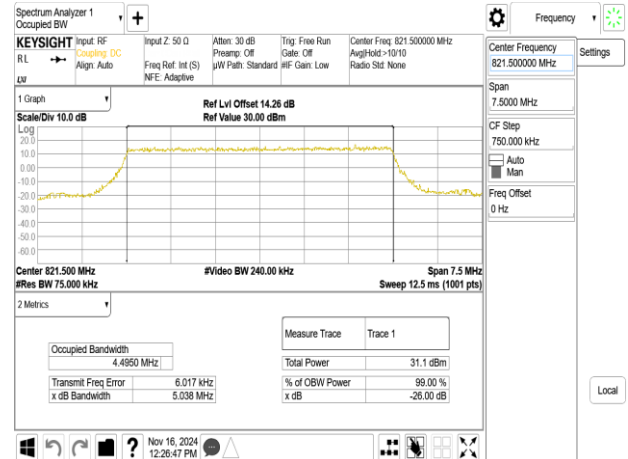 Spectrum Analyzer 1
Occupied BW
KEYSIGHT
RL
LXI
Input: RF
Coupling: DC
Align: Auto
Input Z: 50 Ω
Freq Ref: Int (S)
NFE: Adaptive
Atten: 30 dB
Preamp: Off
µW Path: Standard
Trig: Free Run
Gate: Off
#IF Gain: Low
Center Freq: 821.500000 MHz
Avg|Hold:>10/10
Radio Std: None
Frequency
Settings
Center Frequency
821.500000 MHz
Span
7.5000 MHz
CF Step
750.000 kHz
Auto
Man
Freq Offset
0 Hz
Local
1 Graph
Scale/Div 10.0 dB
Ref Lvl Offset 14.26 dB
Ref Value 30.00 dBm
Log
20.0
10.0
0.00
-10.0
-20.0
-30.0
-40.0
-50.0
-60.0
Center 821.500 MHz
#Res BW 75.000 kHz
#Video BW 240.00 kHz
Span 7.5 MHz
Sweep 12.5 ms (1001 pts)
2 Metrics
Measure Trace Trace 1
Occupied Bandwidth
4.4950 MHz
Total Power 31.1 dBm
Transmit Freq Error 6.017 kHz
% of OBW Power 99.00 %
x dB Bandwidth 5.038 MHz
x dB -26.00 dB
?
Nov 16, 2024
12:26:47 PM